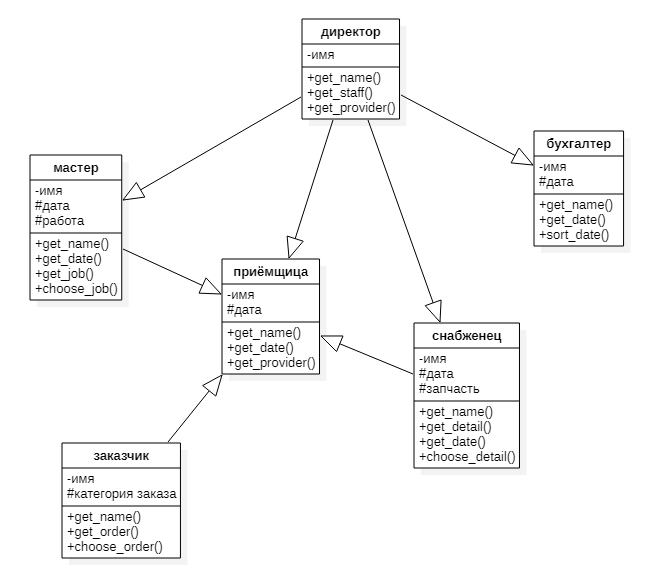 директор
-имя
+get_name()
+get_staff()
+get_provider()
бухгалтер
-имя
#дата
+get_name()
+get_date()
+sort_date()
мастер
-имя
#дата
#работа
+get_name()
+get_date()
+get_job()
+choose_job()
приёмщица
-имя
#дата
+get_name()
+get_date()
+get_provider()
снабженец
-имя
#дата
#запчасть
+get_name()
+get_detail()
+get_date()
+choose_detail()
заказчик
-имя
#категория заказа
+get_name()
+get_order()
+choose_order()